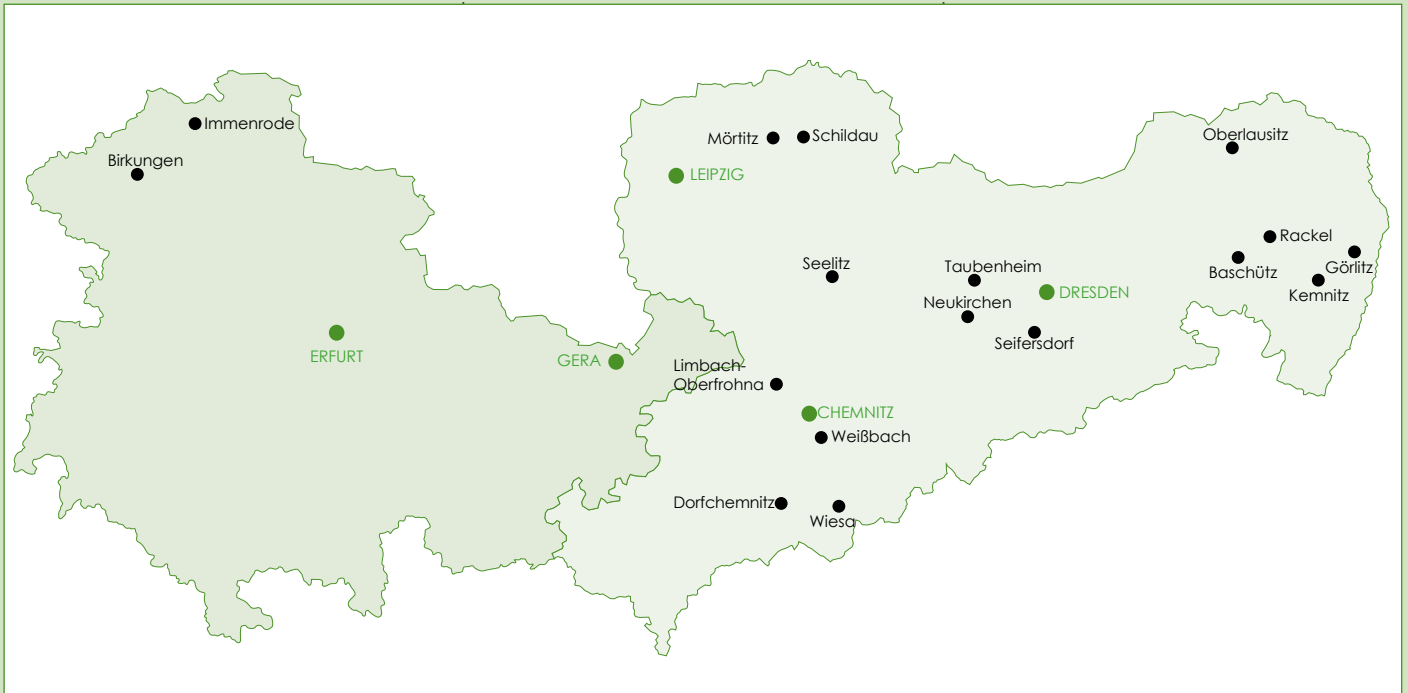 Immenrode
Birkungen
ERFURT
GERA
Mörtitz
Schildau
LEIPZIG
Seelitz
Taubenheim
DRESDEN
Neukirchen
Seifersdorf
Oberlausitz
Rackel
Baschütz
Görlitz
Kemnitz
Limbach-
Oberfrohna
CHEMNITZ
Weißbach
Dorfchemnitz
Wiesa